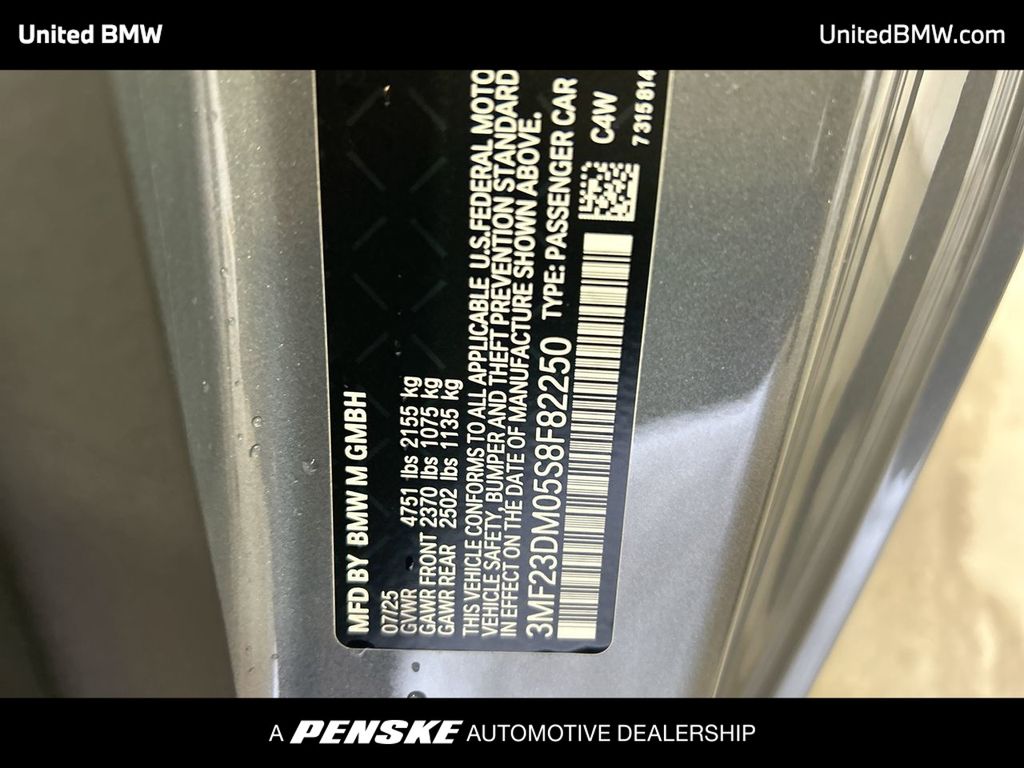 United BMW
UnitedBMW.com
MFD BY BMW M GMBH
07/25
GVWR 4751 lbs 2155 kg
GAWR FRONT 2370 lbs 1075 kg
GAWR REAR 2502 lbs 1135 kg
THIS VEHICLE CONFORMS TO ALL APPLICABLE U.S.FEDERAL MOTO
VEHICLE SAFETY, BUMPER AND THEFT PREVENTION STANDARD
IN EFFECT ON THE DATE OF MANUFACTURE SHOWN ABOVE.
3MF23DM05S8F82250 TYPE: PASSENGER CAR
C4W
7315814
A PENSKE AUTOMOTIVE DEALERSHIP